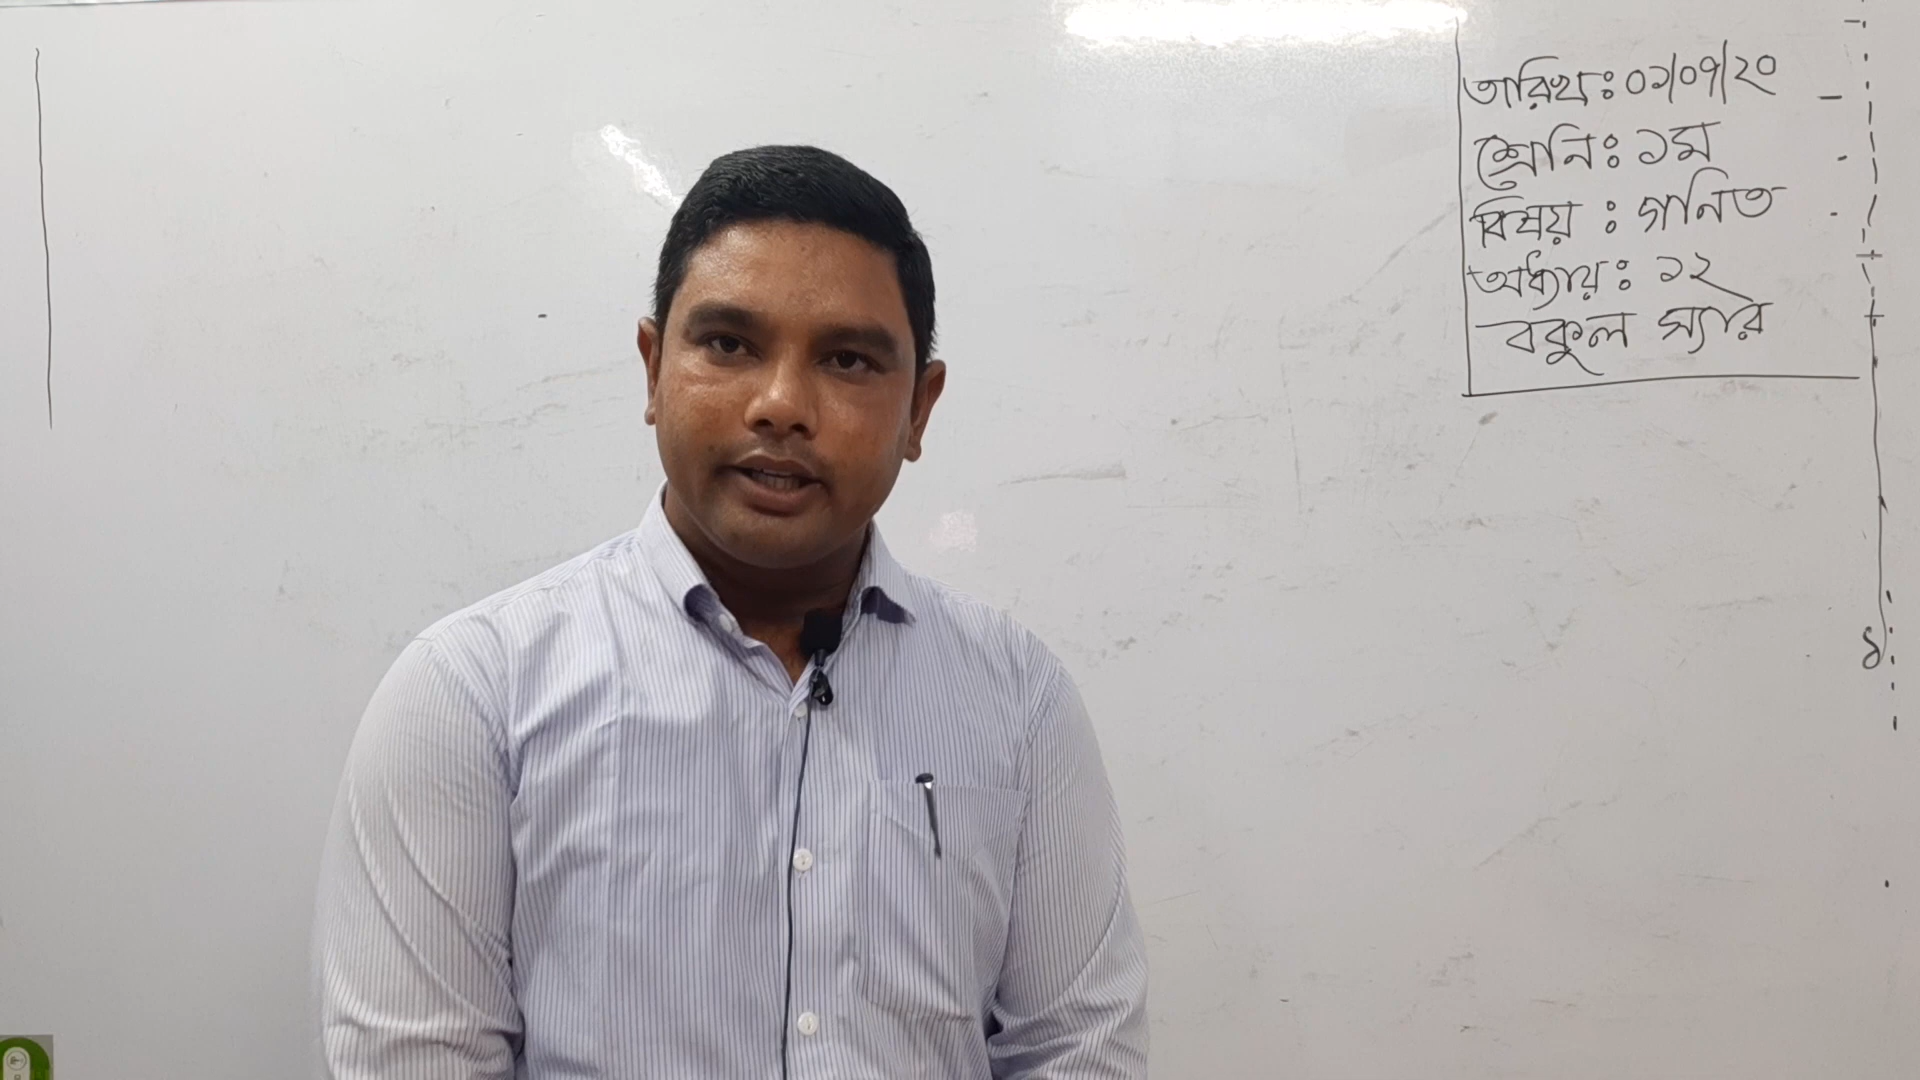 তারিখঃ ০১/০৭/২০
শ্রেনিঃ ১ম
বিষয় : গনিত
অধ্যায়ঃ ১২
বকুল স্যার